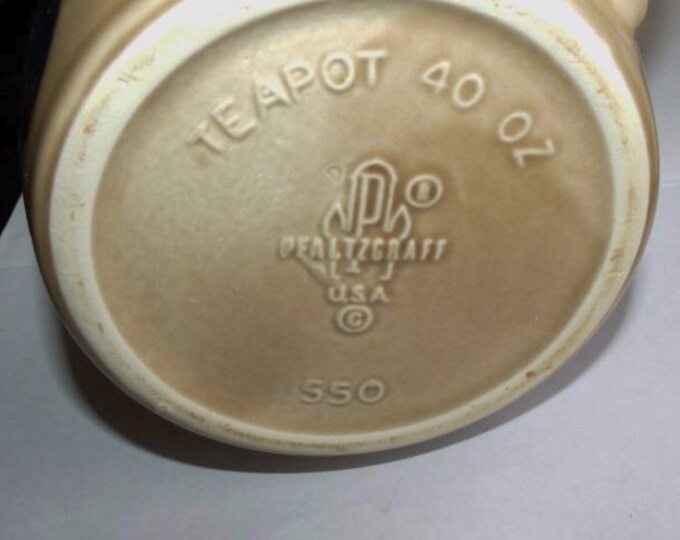 TEAPOT 40 OZ
P ®
PFALTZGRAFF
U.S.A.
©
550